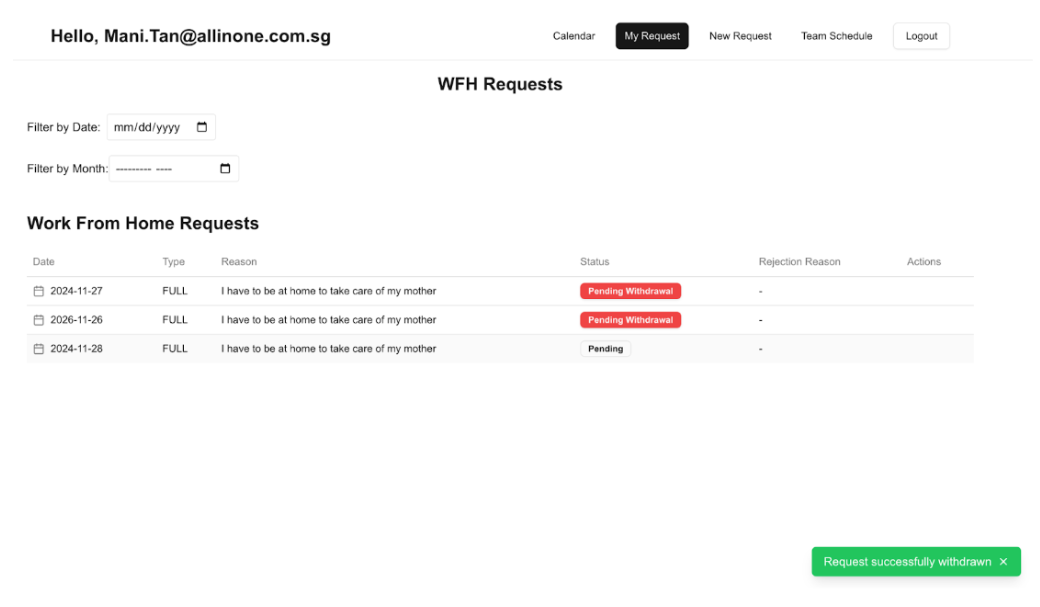 Hello, Mani.Tan@allinone.com.sg Calendar My Request New Request Team Schedule Logout
WFH Requests
Filter by Date: mm/dd/yyyy
Filter by Month: --------- ----
Work From Home Requests
Date Type Reason Status Rejection Reason Actions
2024-11-27 FULL I have to be at home to take care of my mother Pending Withdrawal -
2026-11-26 FULL I have to be at home to take care of my mother Pending Withdrawal -
2024-11-28 FULL I have to be at home to take care of my mother Pending -
Request successfully withdrawn ×